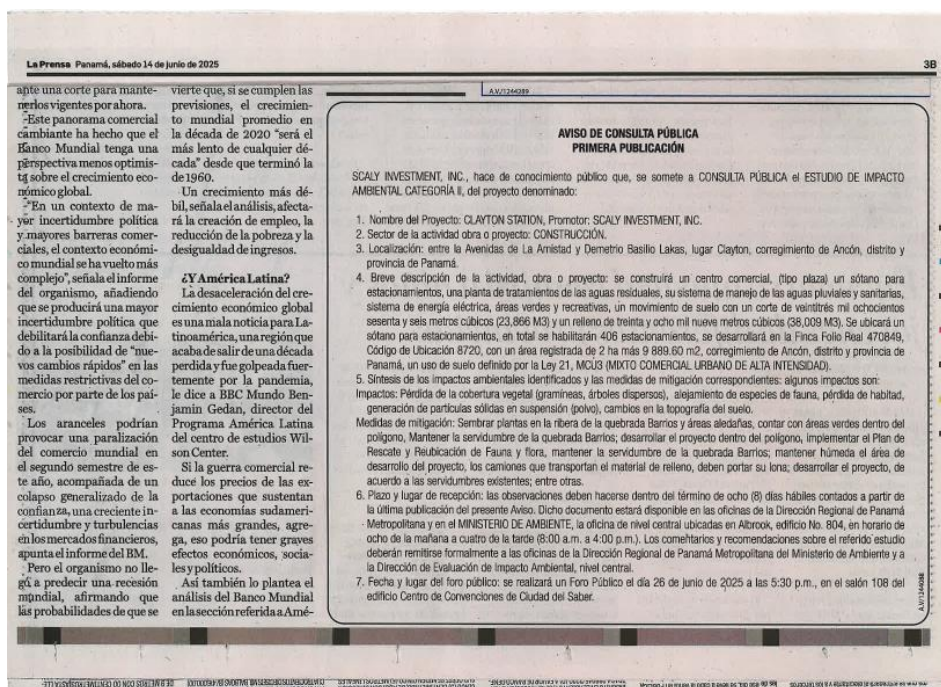 La Prensa Panamá, sábado 14 de junio de 2025
3B
ante una corte para mante-
nerlos vigentes por ahora.
Este panorama comercial
cambiante ha hecho que el
Banco Mundial tenga una
perspectiva menos optimis-
ta sobre el crecimiento eco-
nómico global.
"En un contexto de ma-
yor incertidumbre política
y mayores barreras comer-
ciales, el contexto económi-
co mundial se ha vuelto más
complejo", señala el informe
del organismo, añadiendo
que se producirá una mayor
incertidumbre política que
debilitará la confianza debi-
do a la posibilidad de "nue-
vos cambios rápidos" en las
medidas restrictivas del co-
mercio por parte de los paí-
ses.
Los aranceles podrían
provocar una paralización
del comercio mundial en
el segundo semestre de es-
te año, acompañada de un
colapso generalizado de la
confianza, una creciente in-
certidumbre y turbulencias
en los mercados financieros,
apunta el informe del BM.
Pero el organismo no lle-
gó a predecir una recesión
mundial, afirmando que
las probabilidades de que se
vierte que, si se cumplen las
previsiones, el crecimien-
to mundial promedio en
la década de 2020 "será el
más lento de cualquier dé-
cada" desde que terminó la
de 1960.
Un crecimiento más dé-
bil, señala el análisis, afecta-
rá la creación de empleo, la
reducción de la pobreza y la
desigualdad de ingresos.
¿Y América Latina?
La desaceleración del cre-
cimiento económico global
es una mala noticia para La-
tinoamérica, una región que
acaba de salir de una década
perdida y fue golpeada fuer-
temente por la pandemia,
le dice a BBC Mundo Ben-
jamin Gedan, director del
Programa América Latina
del centro de estudios Wil-
son Center.
Si la guerra comercial re-
duce los precios de las ex-
portaciones que sustentan
a las economías sudameri-
canas más grandes, agre-
ga, eso podría tener graves
efectos económicos, socia-
les y políticos.
Así también lo plantea el
análisis del Banco Mundial
en la sección referida a Amé-
A.V./1244089
AVISO DE CONSULTA PÚBLICA
PRIMERA PUBLICACIÓN
SCALY INVESTMENT, INC., hace de conocimiento público que, se somete a CONSULTA PÚBLICA el ESTUDIO DE IMPACTO
AMBIENTAL CATEGORÍA II, del proyecto denominado:
1. Nombre del Proyecto: CLAYTON STATION, Promotor: SCALY INVESTMENT, INC.
2. Sector de la actividad obra o proyecto: CONSTRUCCIÓN.
3. Localización: entre la Avenidas de La Amistad y Demetrio Basilio Lakas, lugar Clayton, corregimiento de Ancón, distrito y
provincia de Panamá.
4. Breve descripción de la actividad, obra o proyecto: se construirá un centro comercial, (tipo plaza) un sótano para
estacionamientos, una planta de tratamientos de las aguas residuales, su sistema de manejo de las aguas pluviales y sanitarias,
sistema de energía eléctrica, áreas verdes y recreativas, un movimiento de suelo con un corte de veintitrés mil ochocientos
sesenta y seis metros cúbicos (23,866 M3) y un relleno de treinta y ocho mil nueve metros cúbicos (38,009 M3). Se ubicará un
sótano para estacionamientos, en total se habilitarán 406 estacionamientos, se desarrollará en la Finca Folio Real 470849,
Código de Ubicación 8720, con un área registrada de 2 ha más 9 889.60 m2, corregimiento de Ancón, distrito y provincia de
Panamá, un uso de suelo definido por la Ley 21, MCU3 (MIXTO COMERCIAL URBANO DE ALTA INTENSIDAD).
5. Síntesis de los impactos ambientales identificados y las medidas de mitigación correspondientes: algunos impactos son:
Impactos: Pérdida de la cobertura vegetal (gramíneas, árboles dispersos), alejamiento de especies de fauna, pérdida de habitad,
generación de partículas sólidas en suspensión (polvo), cambios en la topografía del suelo.
Medidas de mitigación: Sembrar plantas en la ribera de la quebrada Barrios y áreas aledañas, contar con áreas verdes dentro del
polígono, Mantener la servidumbre de la quebrada Barrios; desarrollar el proyecto dentro del polígono, implementar el Plan de
Rescate y Reubicación de Fauna y flora, mantener la servidumbre de la quebrada Barrios; mantener húmeda el área de
desarrollo del proyecto, los camiones que transportan el material de relleno, deben portar su lona; desarrollar el proyecto, de
acuerdo a las servidumbres existentes; entre otras.
6. Plazo y lugar de recepción: las observaciones deben hacerse dentro del término de ocho (8) días hábiles contados a partir de
la última publicación del presente Aviso. Dicho documento estará disponible en las oficinas de la Dirección Regional de Panamá
Metropolitana y en el MINISTERIO DE AMBIENTE, la oficina de nivel central ubicadas en Albrook, edificio No. 804, en horario de
ocho de la mañana a cuatro de la tarde (8:00 a.m. a 4:00 p.m.). Los comentarios y recomendaciones sobre el referido estudio
deberán remitirse formalmente a las oficinas de la Dirección Regional de Panamá Metropolitana del Ministerio de Ambiente y a
la Dirección de Evaluación de Impacto Ambiental, nivel central.
7. Fecha y lugar del foro público: se realizará un Foro Público el día 26 de junio de 2025 a las 5:30 p.m., en el salón 108 del
edificio Centro de Convenciones de Ciudad del Saber.
A.V./1244089